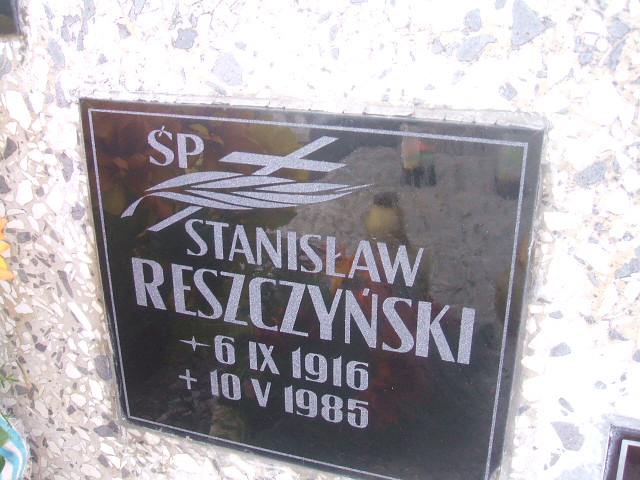 ŚP
STANISŁAW
RESZCZYŃSKI
6 IX 1916
+ 10 V 1985